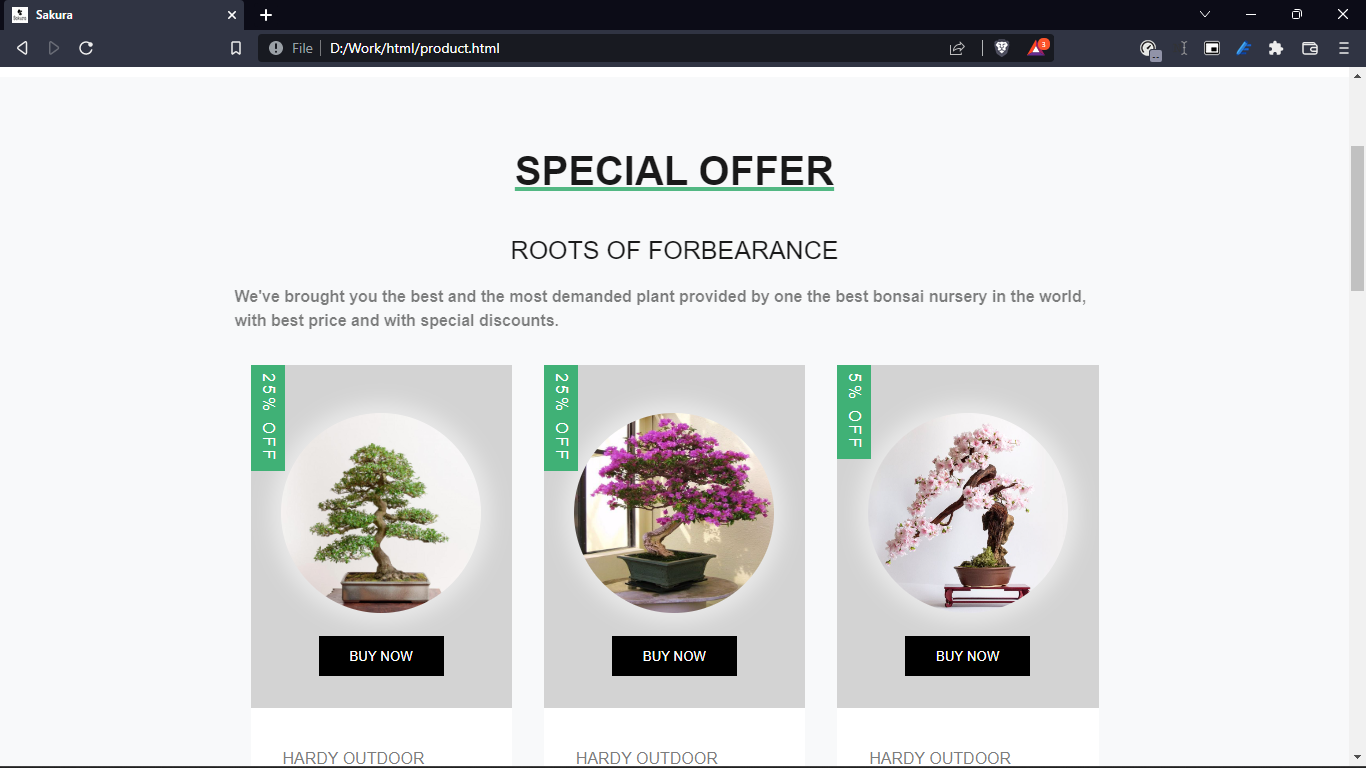 Sakura
File D:/Work/html/product.html
3
SPECIAL OFFER
ROOTS OF FORBEARANCE
We've brought you the best and the most demanded plant provided by one the best bonsai nursery in the world,
with best price and with special discounts.
25% OFF
25% OFF
5% OFF
BUY NOW
BUY NOW
BUY NOW
HARDY OUTDOOR
HARDY OUTDOOR
HARDY OUTDOOR